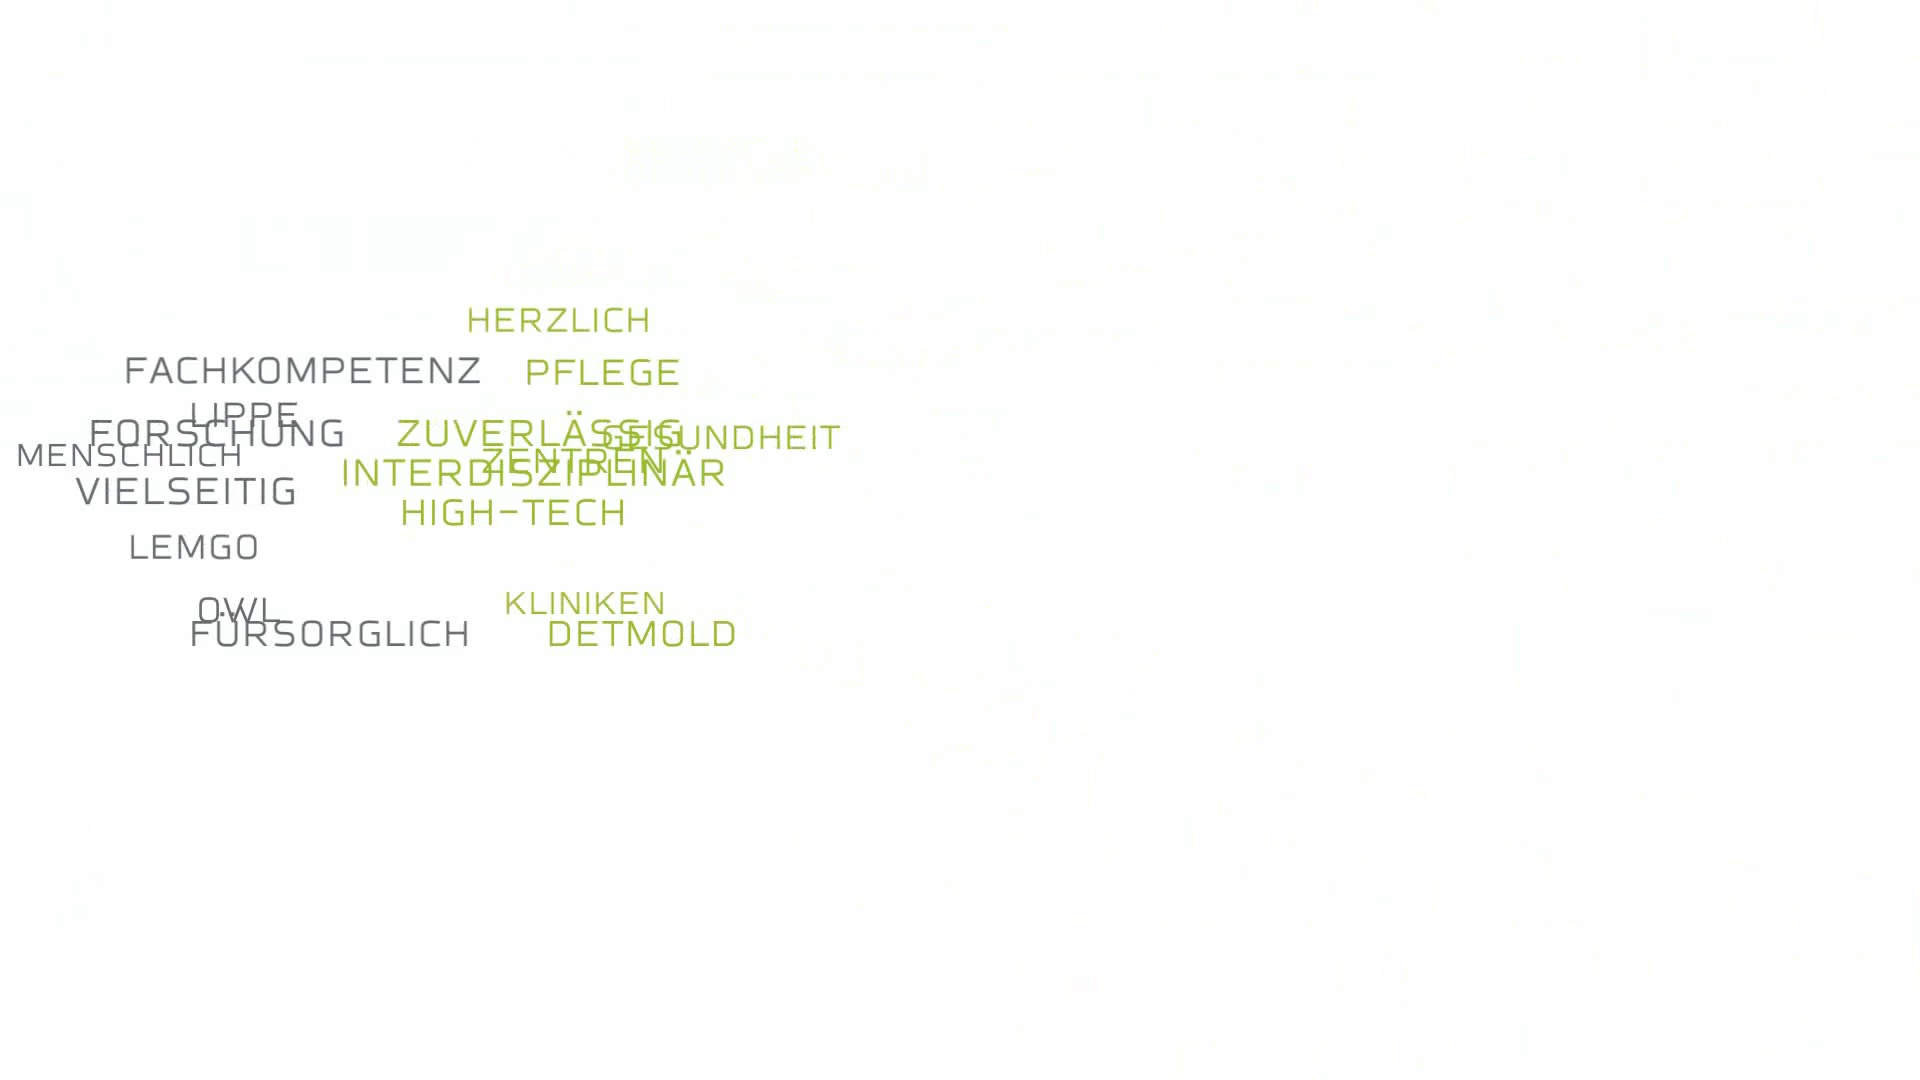 HERZLICH
FACHKOMPETENZ
PFLEGE
LIPPE
FORSCHUNG
ZUVERLÄSSIG
GESUNDHEIT
MENSCHLICH
ZENTREN
INTERDISZIPLINÄR
VIELSEITIG
HIGH-TECH
LEMGO
OWL
KLINIKEN
FÜRSORGLICH
DETMOLD